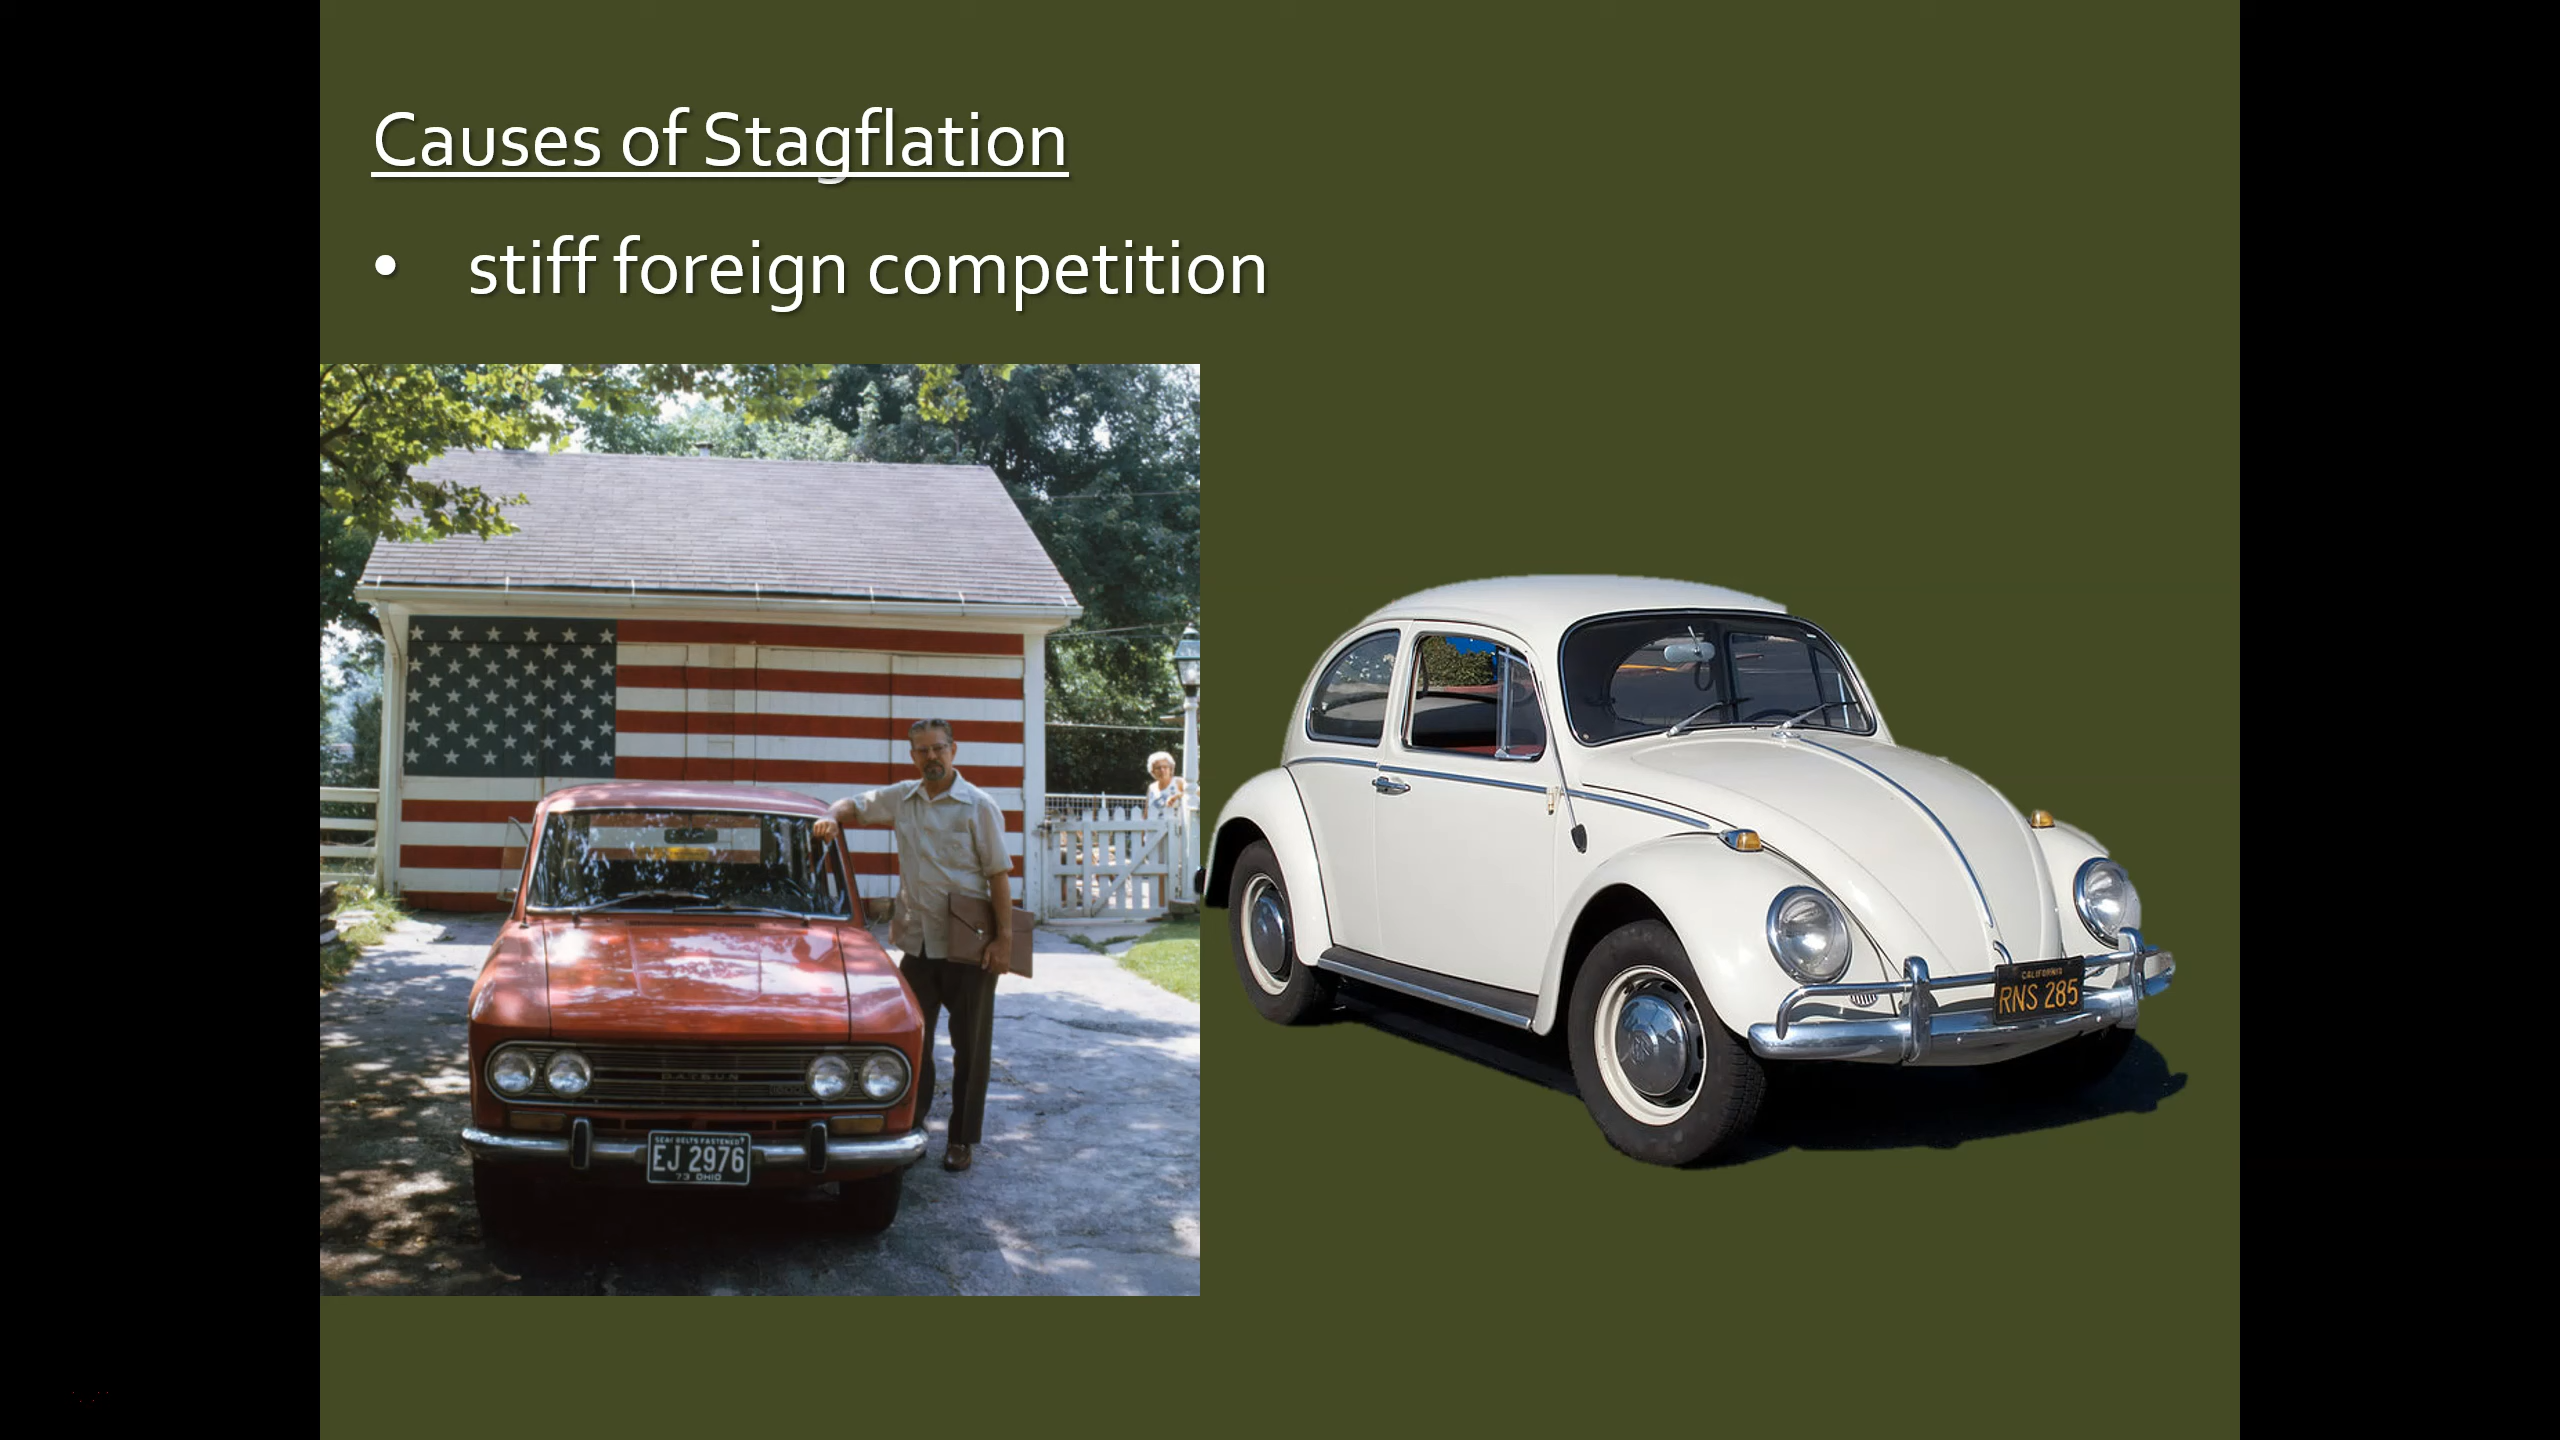 Causes of Stagflation
• stiff foreign competition
DATSUN
SEAT BELTS FASTENED?
EJ 2976
73 OHIO
CALIFORNIA
RNS 285